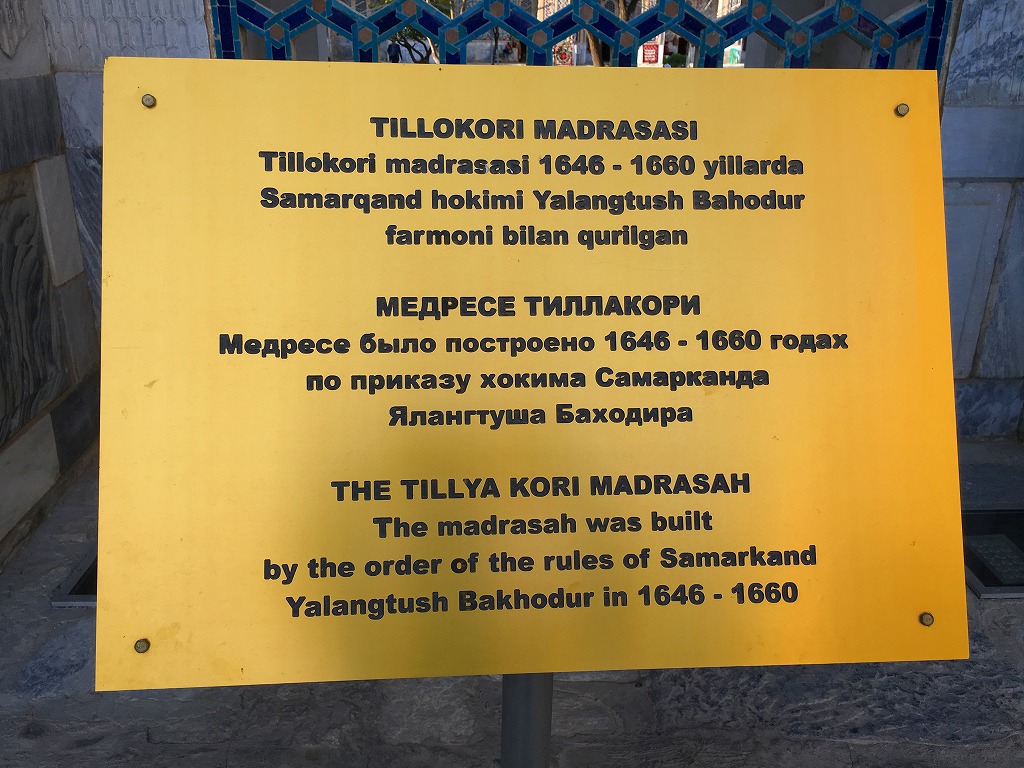 TILLOKORI MADRASASI
Tillokori madrasasi 1646 - 1660 yillarda
Samarqand hokimi Yalangtush Bahodur
farmoni bilan qurilgan
МЕДРЕСЕ ТИЛЛАКОРИ
Медресе было построено 1646 - 1660 годах
по приказу хокима Самарканда
Ялангтуша Баходира
THE TILLYA KORI MADRASAH
The madrasah was built
by the order of the rules of Samarkand
Yalangtush Bakhodur in 1646 - 1660